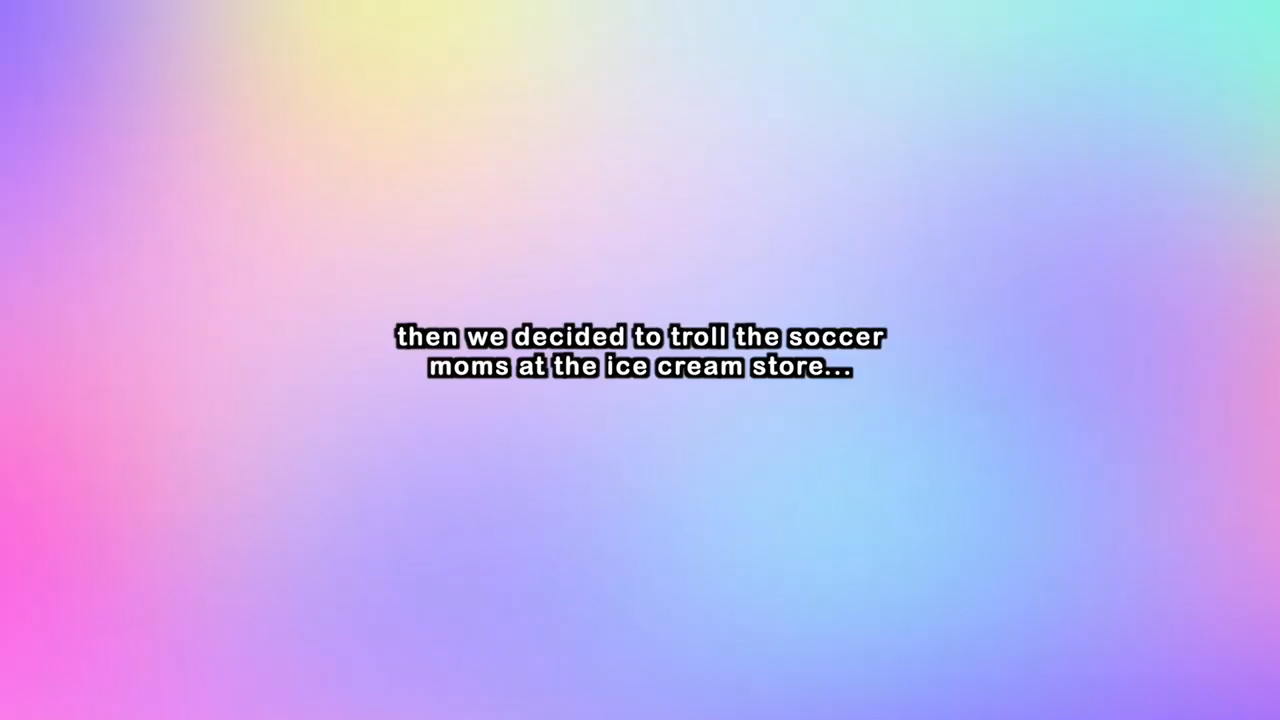 then we decided to troll the soccer
moms at the ice cream store...